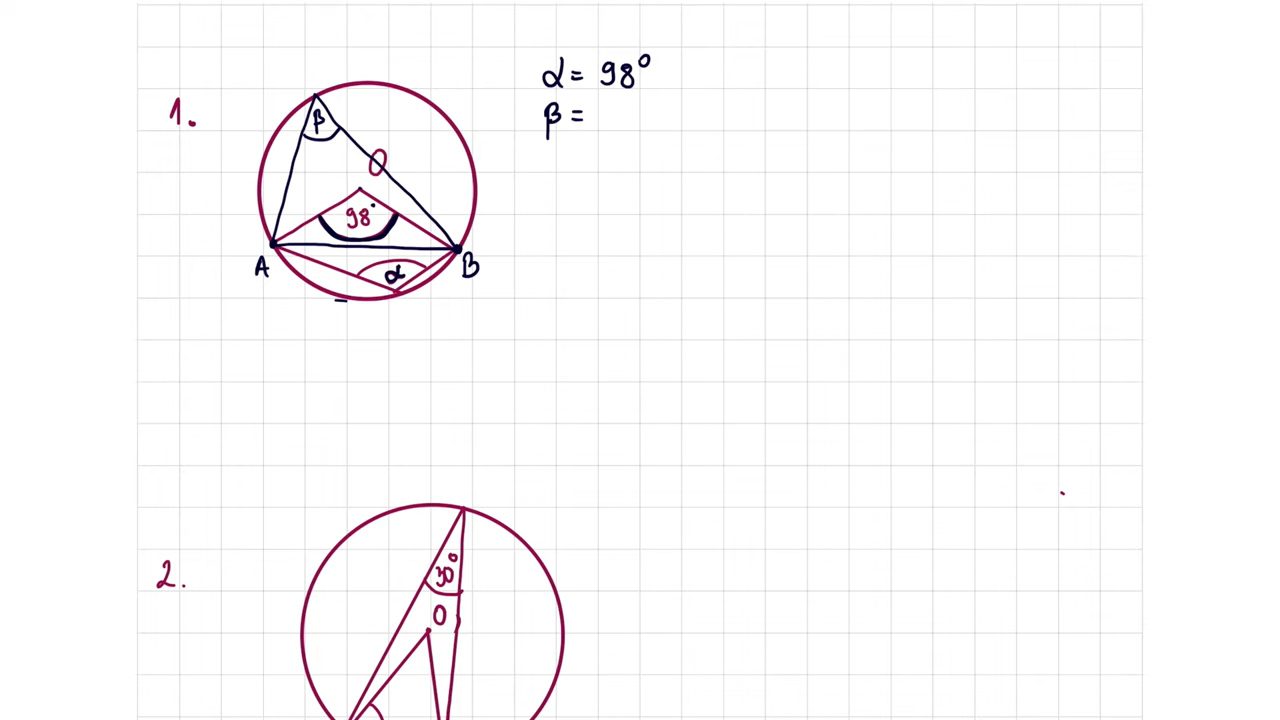 1.
α = 98°
β =
β
O
98°
A
α
B
2.
30°
O